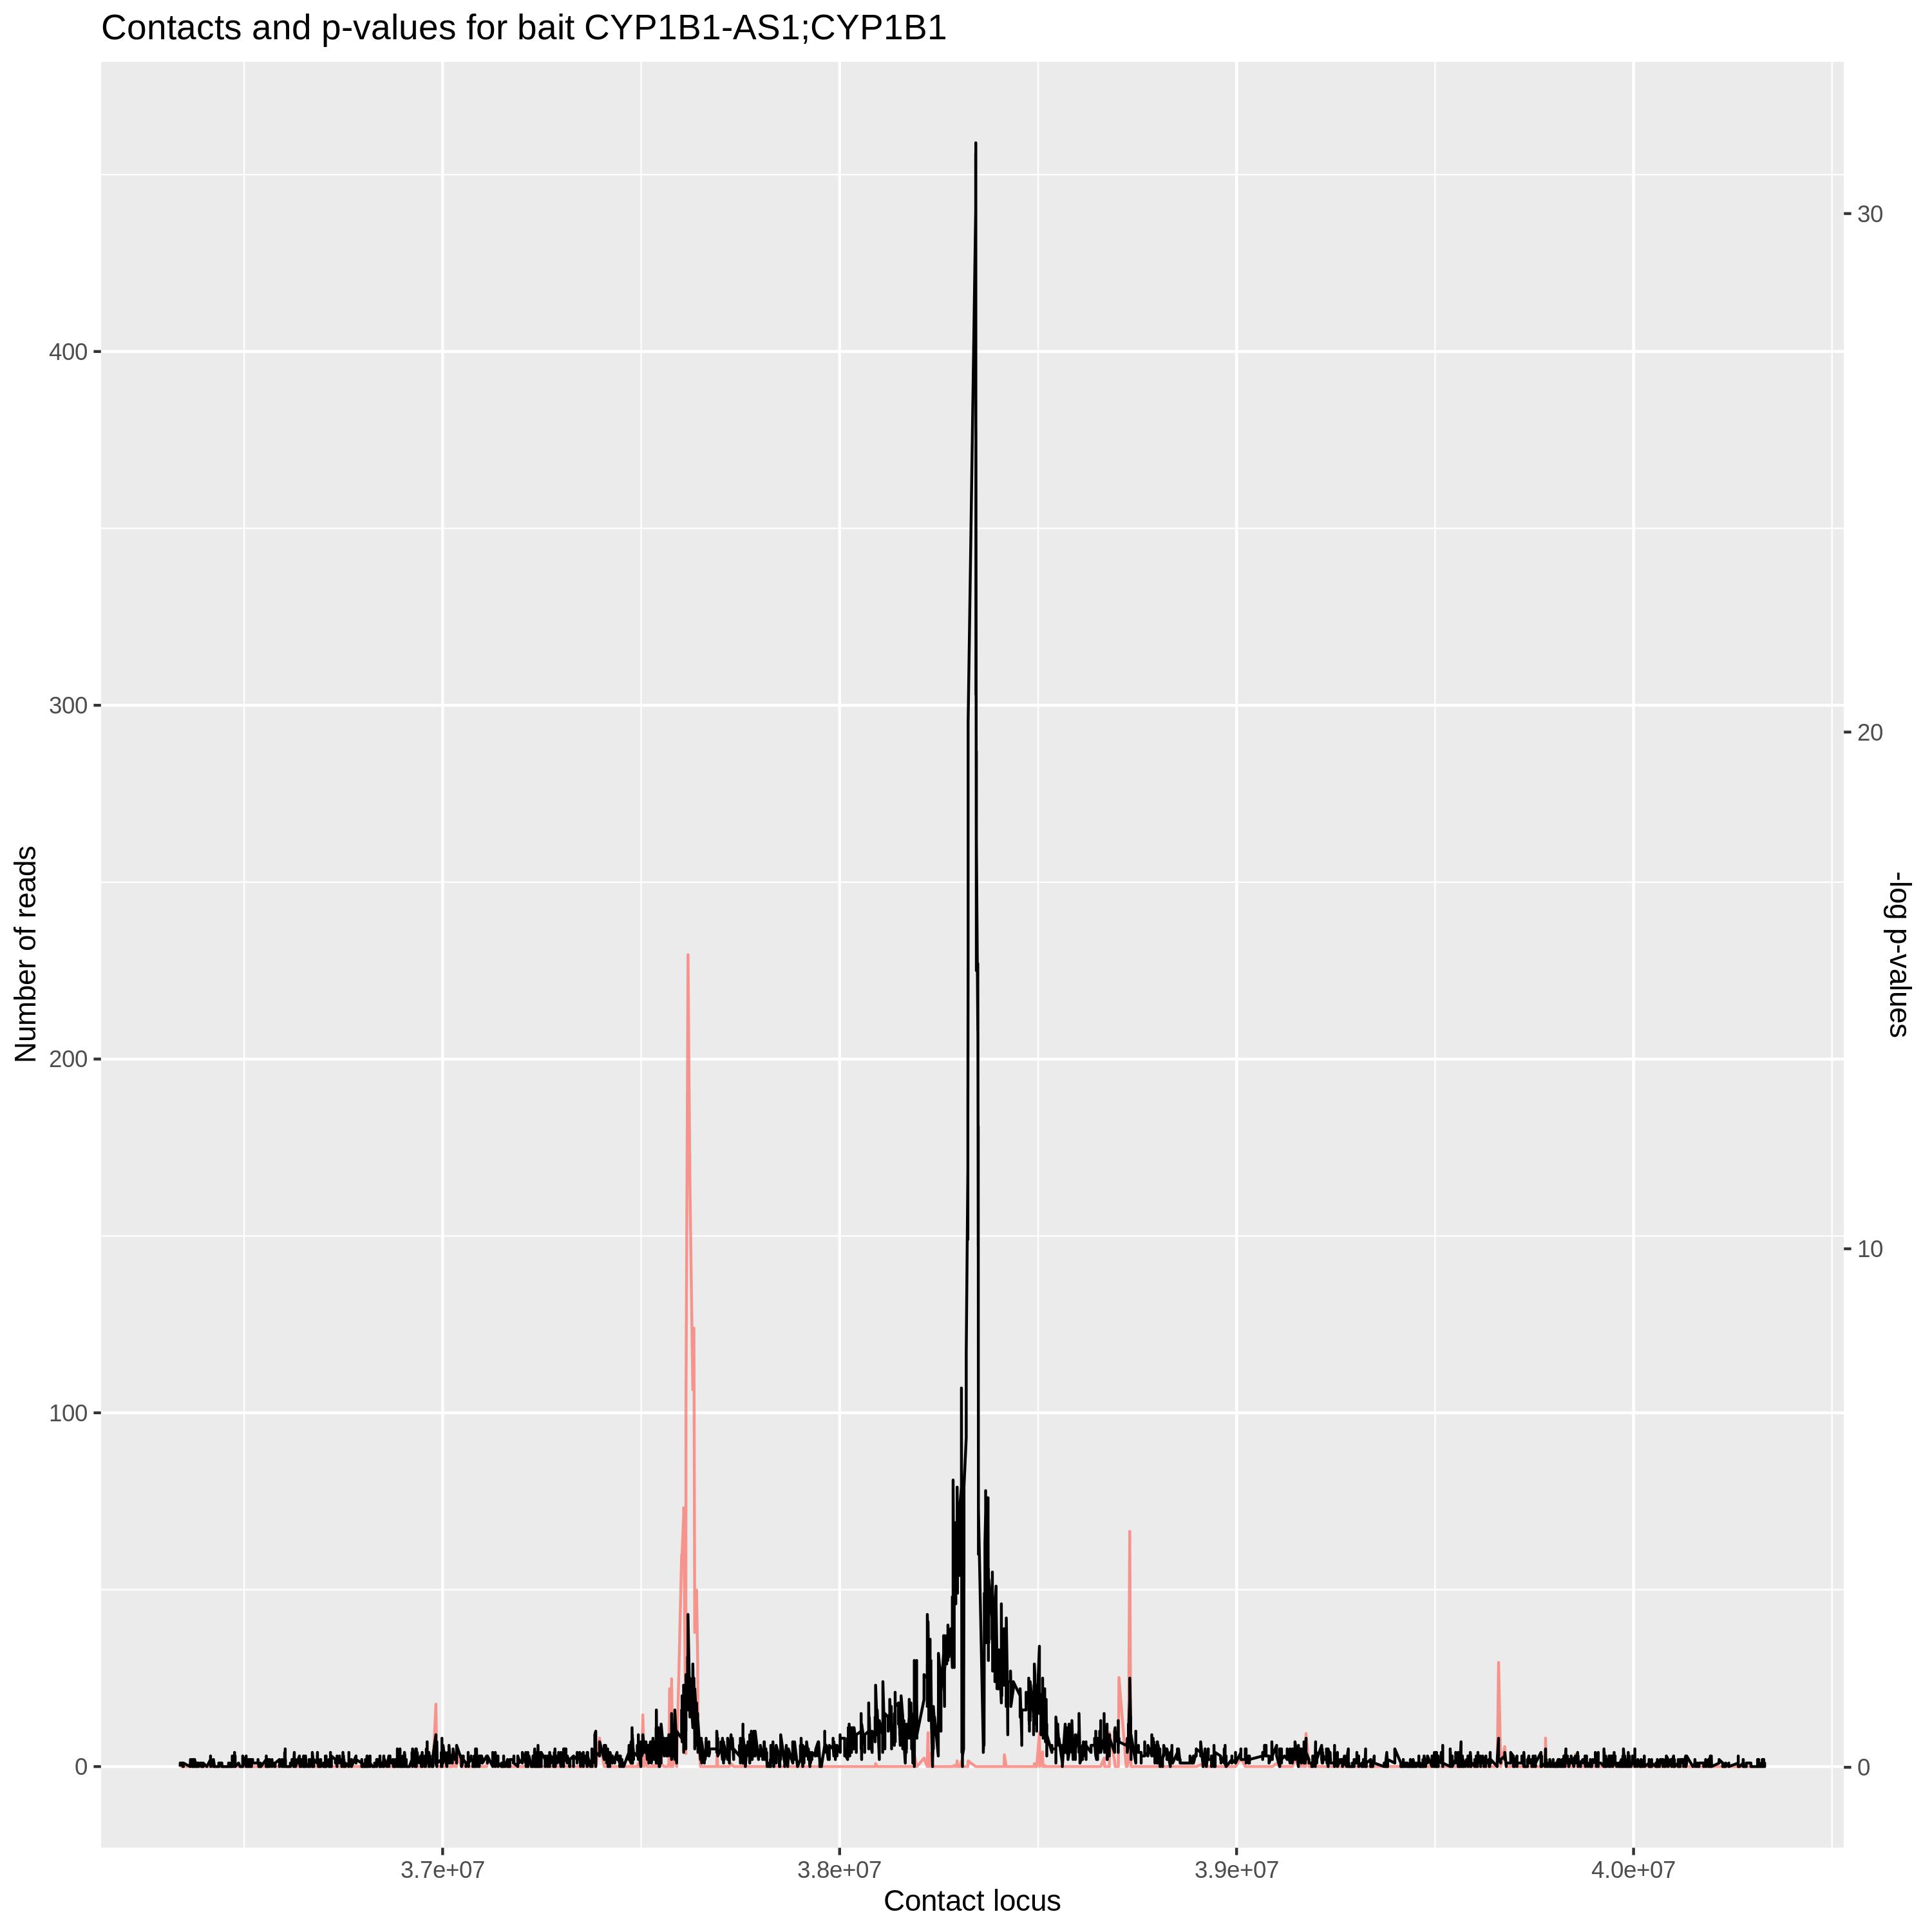 Contacts and p-values for bait CYP1B1-AS1;CYP1B1
Number of reads
400
300
200
100
0
30
20
10
0
-log p-values
3.7e+07 3.8e+07 3.9e+07 4.0e+07
Contact locus